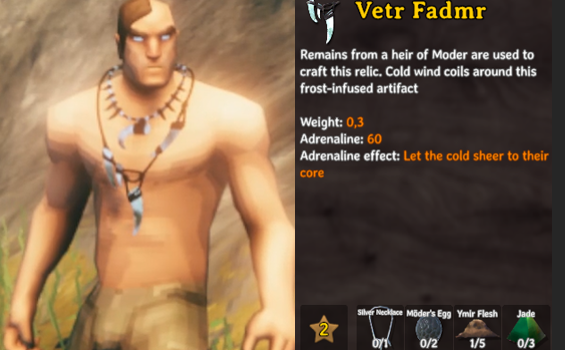 Vetr Fadmr
Remains from a heir of Moder are used to
craft this relic. Cold wind coils around this
frost-infused artifact
Weight: 0,3
Adrenaline: 60
Adrenaline effect: Let the cold sheer to their
core
2
Silver Necklace
0/1
Möder's Egg
0/2
Ymir Flesh
1/5
Jade
0/3